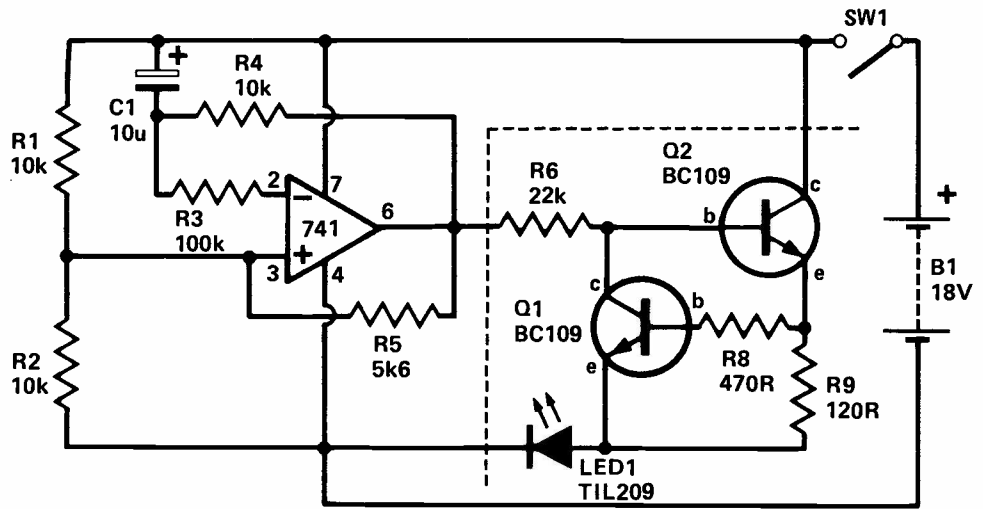 SW1
+
R4
10k
C1
10u
R1
10k
Q2
BC109
R6
22k
c
+
2
7
R3
100k
−
741
6
b
+
3
4
e
B1
18V
c
Q1
BC109
b
R5
5k6
R8
470R
R2
10k
e
R9
120R
LED1
TIL209